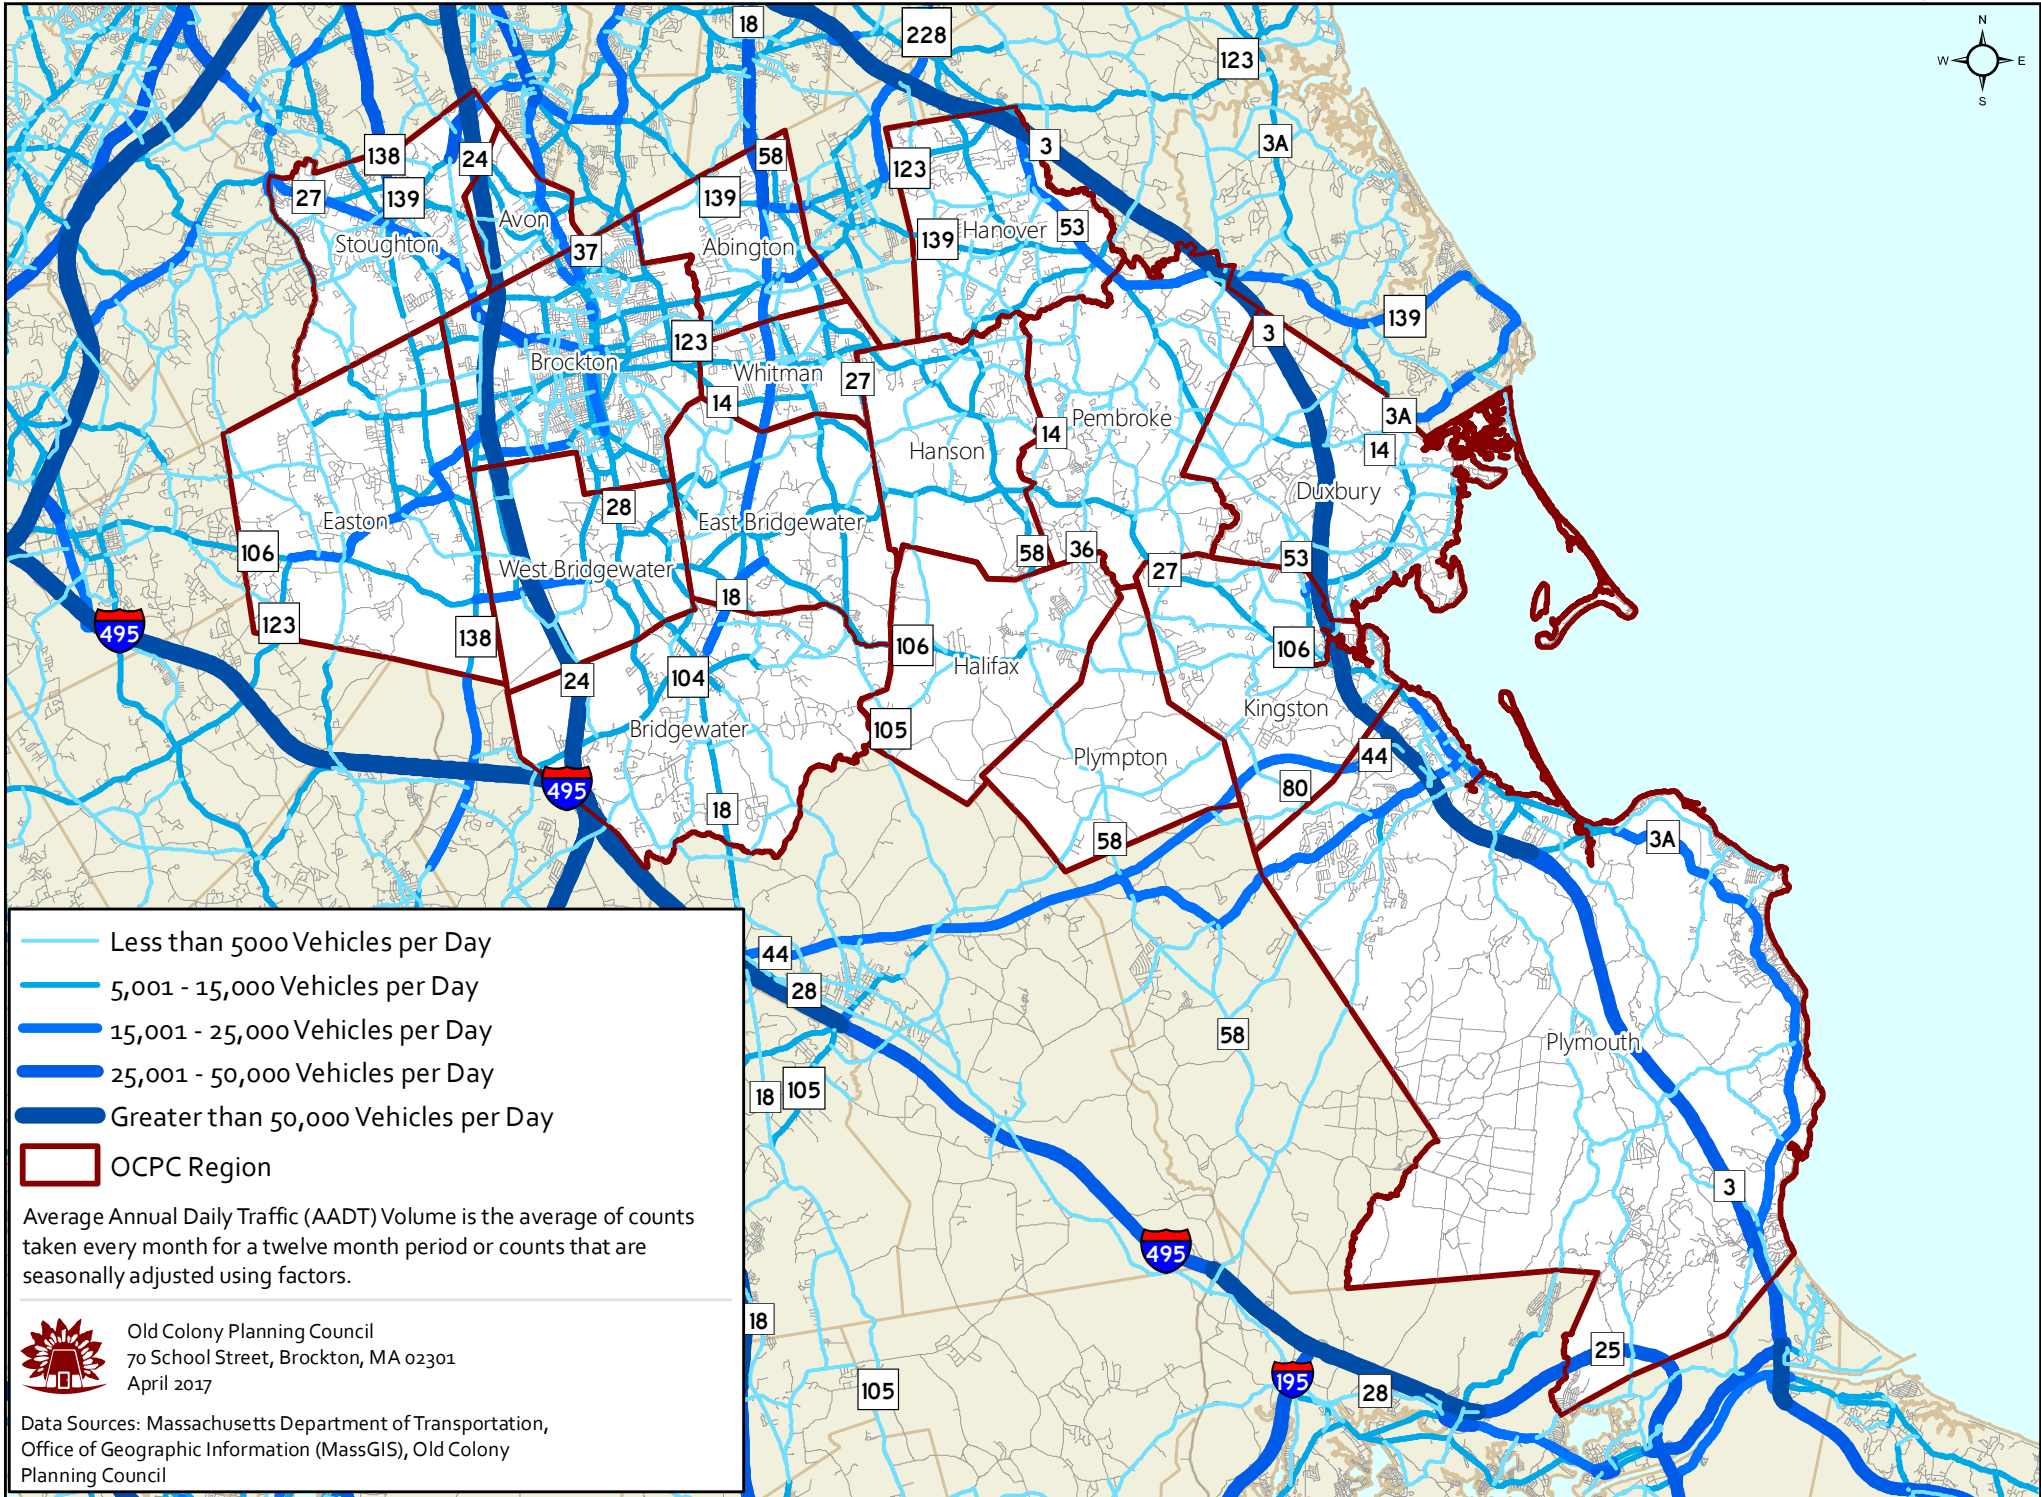 N
W E
S
18
228
123
3A
3
138
24
58
27
139
139
123
Avon
Stoughton
37
Abington
139
Hanover
53
139
3
123
Brockton
Whitman
27
14
3A
Pembroke
14
14
Hanson
Duxbury
28
Easton
East Bridgewater
106
58
36
53
27
West Bridgewater
18
495
123
138
106
106
Halifax
24
104
Kingston
Bridgewater
105
Plympton
44
80
495
18
58
3A
44
28
58
Plymouth
18
105
3
495
18
25
195
28
105
Less than 5000 Vehicles per Day
5,001 - 15,000 Vehicles per Day
15,001 - 25,000 Vehicles per Day
25,001 - 50,000 Vehicles per Day
Greater than 50,000 Vehicles per Day
OCPC Region
Average Annual Daily Traffic (AADT) Volume is the average of counts
taken every month for a twelve month period or counts that are
seasonally adjusted using factors.
Old Colony Planning Council
70 School Street, Brockton, MA 02301
April 2017
Data Sources: Massachusetts Department of Transportation,
Office of Geographic Information (MassGIS), Old Colony
Planning Council